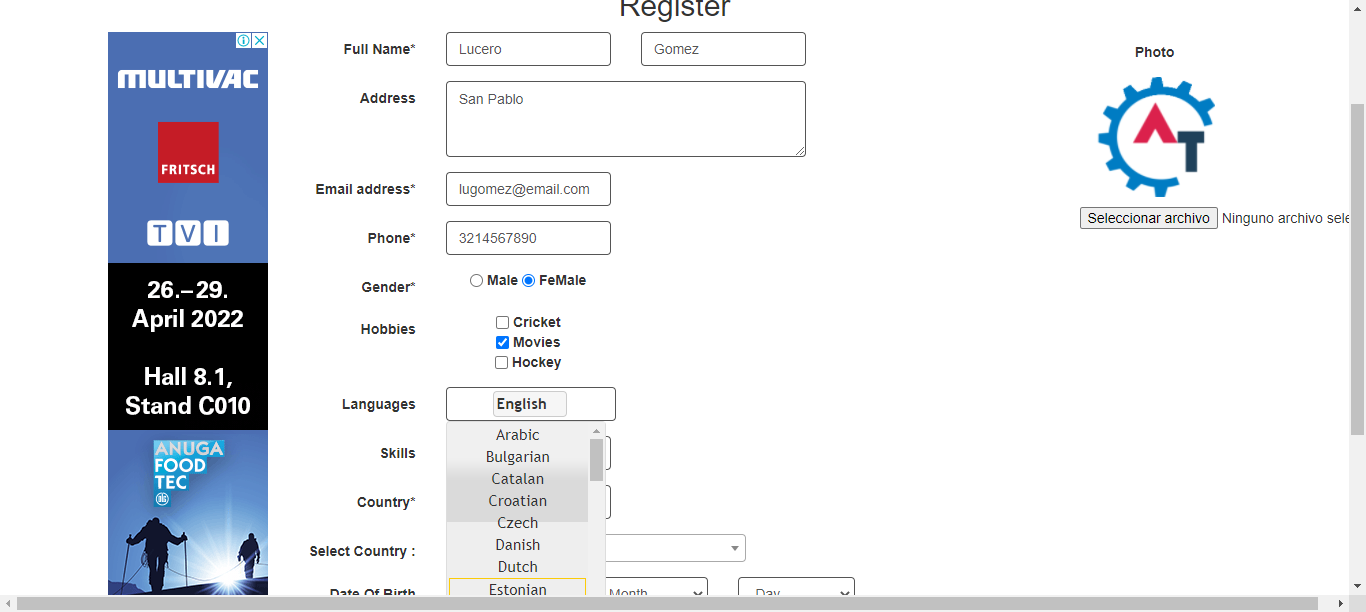 Register
MULTIVAC
FRITSCH
TVI
26.–29.
April 2022
Hall 8.1,
Stand C010
ANUGA
FOOD
TEC
Full Name* Lucero Gomez
Address San Pablo
Email address* lugomez@email.com
Phone* 3214567890
Gender* Male FeMale
Hobbies Cricket
Movies
Hockey
Languages English
Arabic
Bulgarian
Catalan
Croatian
Czech
Danish
Dutch
Estonian
Skills
Country*
Select Country :
Date Of Birth Month Day
Photo
AT
Seleccionar archivo Ninguno archivo sele